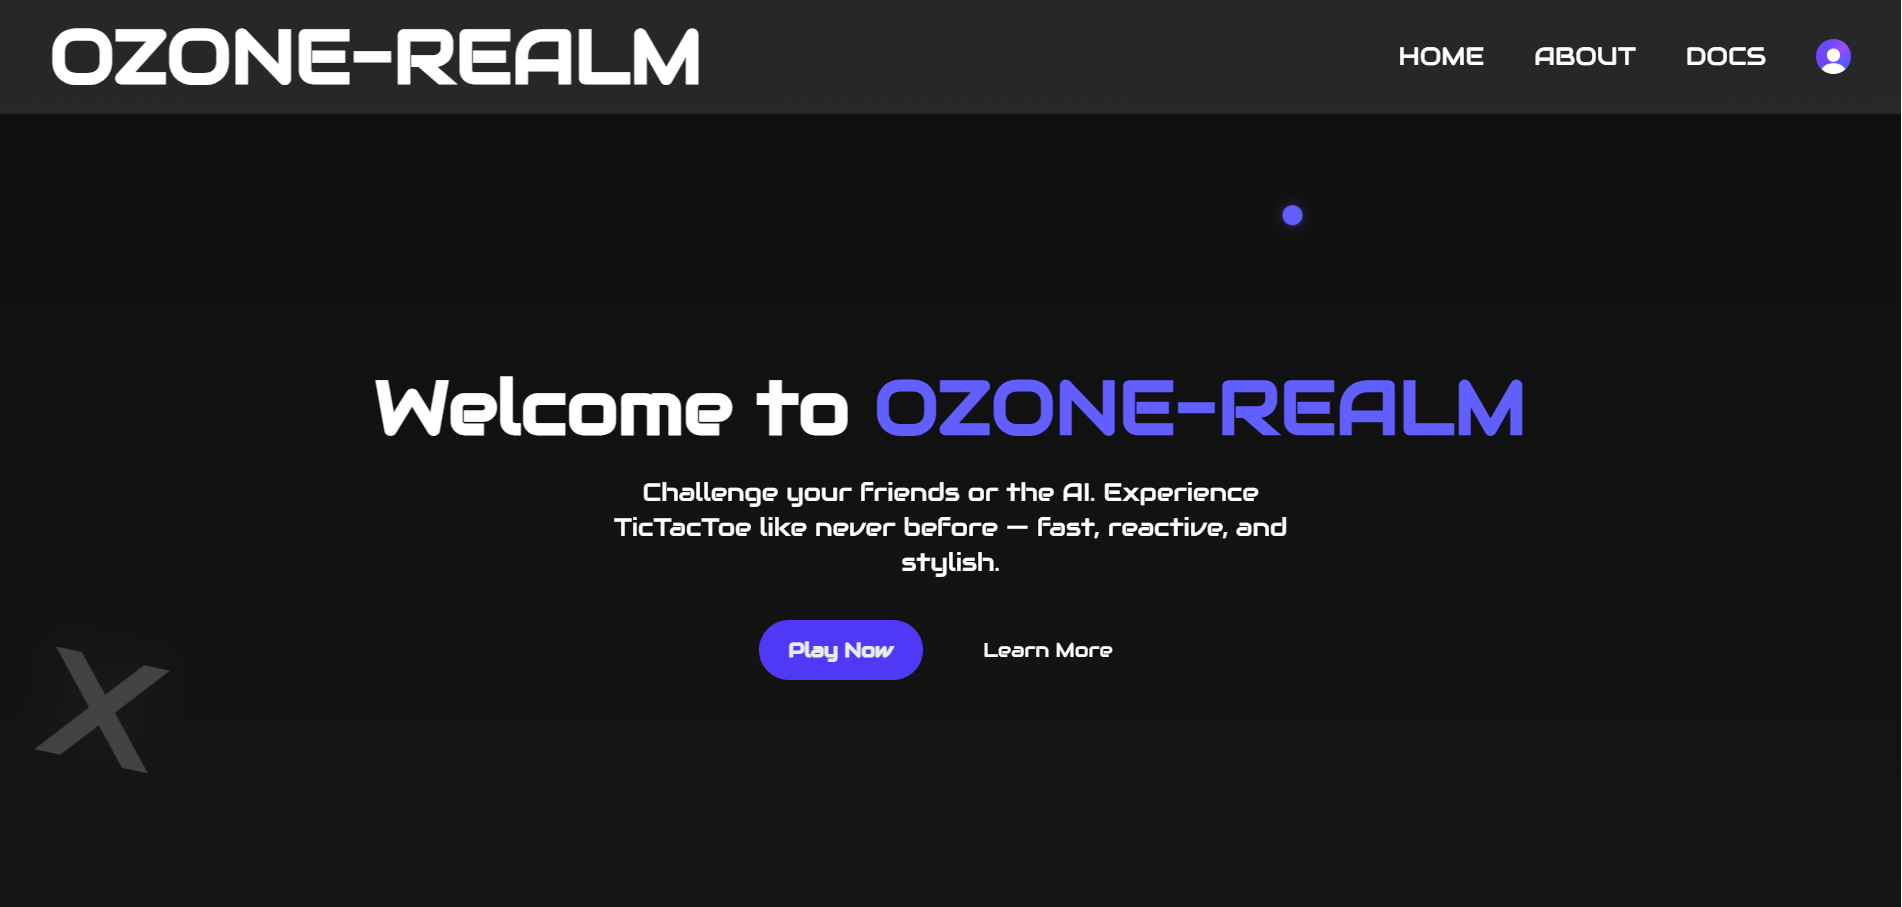 OZONE-REALM
HOME ABOUT DOCS
Welcome to OZONE-REALM
Challenge your friends or the AI. Experience
TicTacToe like never before — fast, reactive, and
stylish.
Play Now Learn More
X